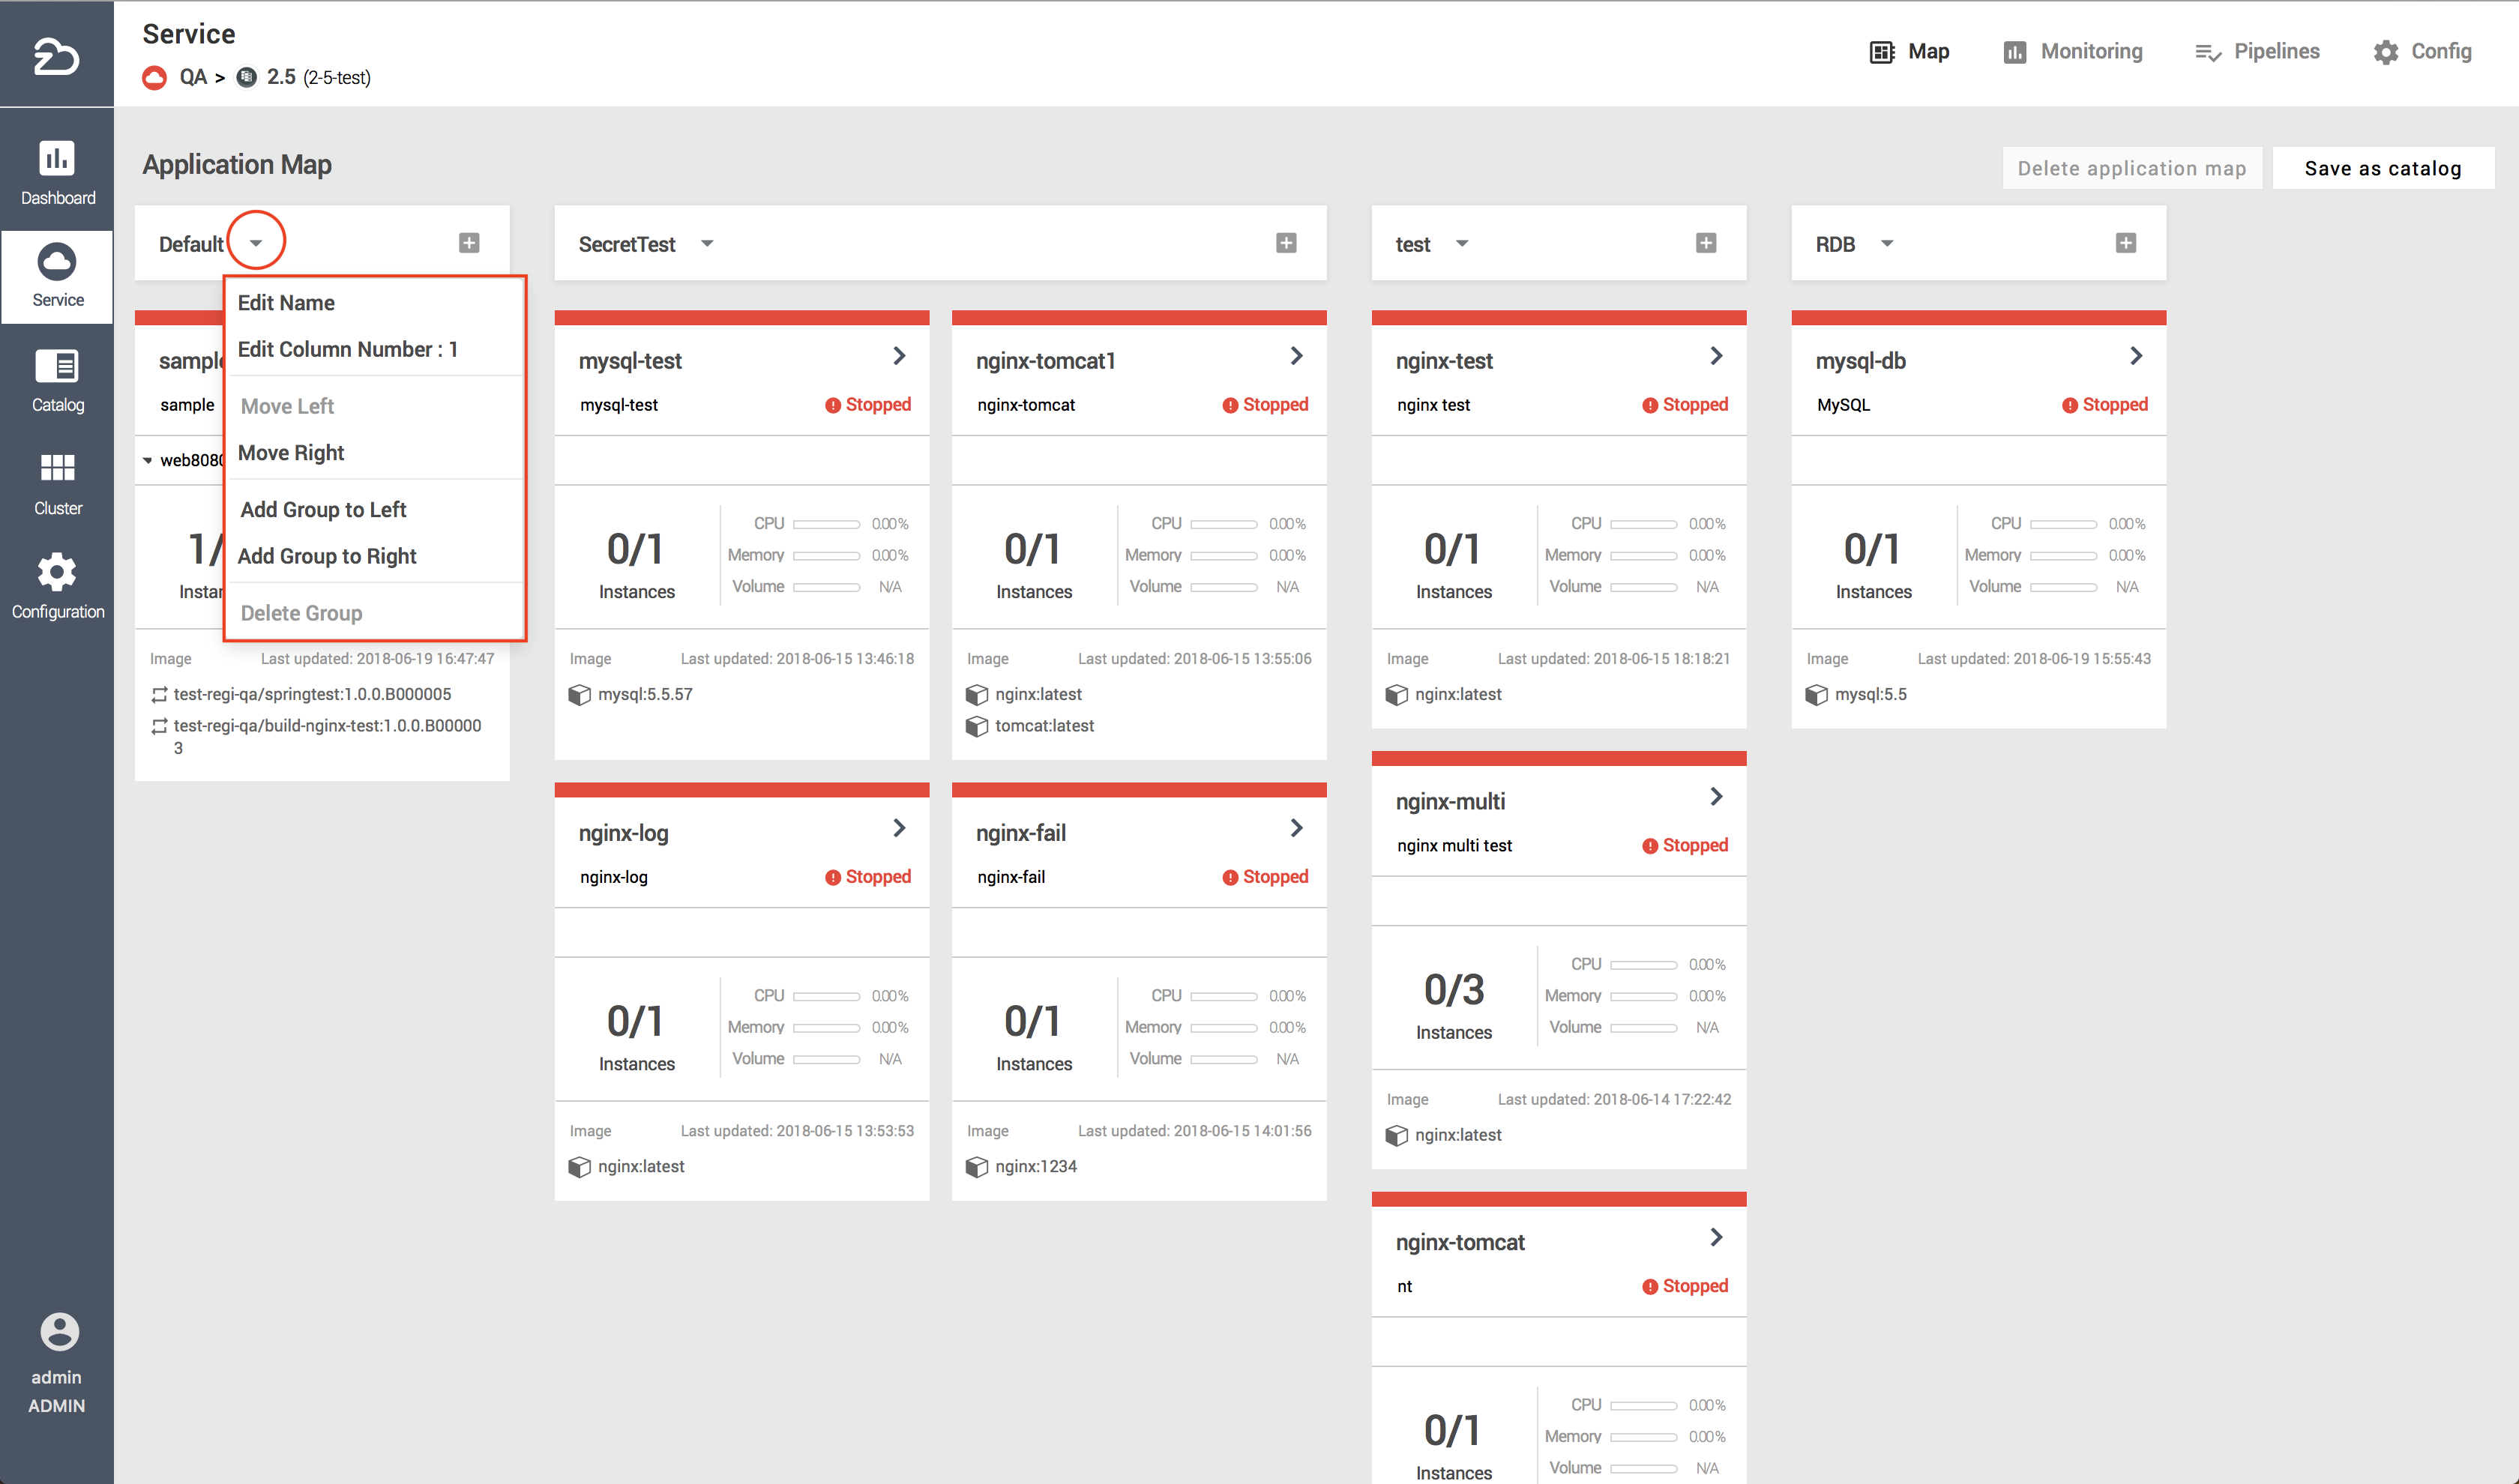 Service
QA > 2.5 (2-5-test)
Map
Monitoring
Pipelines
Config
Dashboard
Service
Catalog
Cluster
Configuration
admin
ADMIN
Application Map
Delete application map
Save as catalog
Default
Edit Name
Edit Column Number : 1
Move Left
Move Right
Add Group to Left
Add Group to Right
Delete Group
sample
web8080
1/
Image Last updated: 2018-06-19 16:47:47
test-regi-qa/springtest:1.0.0.B000005
test-regi-qa/build-nginx-test:1.0.0.B00000
3
SecretTest
mysql-test
mysql-test Stopped
0/1
Instances
CPU 0.00%
Memory 0.00%
Volume N/A
Image Last updated: 2018-06-15 13:46:18
mysql:5.5.57
nginx-tomcat1
nginx-tomcat Stopped
0/1
Instances
CPU 0.00%
Memory 0.00%
Volume N/A
Image Last updated: 2018-06-15 13:55:06
nginx:latest
tomcat:latest
nginx-log
nginx-log Stopped
0/1
Instances
CPU 0.00%
Memory 0.00%
Volume N/A
Image Last updated: 2018-06-15 13:53:53
nginx:latest
nginx-fail
nginx-fail Stopped
0/1
Instances
CPU 0.00%
Memory 0.00%
Volume N/A
Image Last updated: 2018-06-15 14:01:56
nginx:1234
test
nginx-test
nginx test Stopped
0/1
Instances
CPU 0.00%
Memory 0.00%
Volume N/A
Image Last updated: 2018-06-15 18:18:21
nginx:latest
nginx-multi
nginx multi test Stopped
0/3
Instances
CPU 0.00%
Memory 0.00%
Volume N/A
Image Last updated: 2018-06-14 17:22:42
nginx:latest
nginx-tomcat
nt Stopped
0/1
Instances
CPU 0.00%
Memory 0.00%
Volume N/A
RDB
mysql-db
MySQL Stopped
0/1
Instances
CPU 0.00%
Memory 0.00%
Volume N/A
Image Last updated: 2018-06-19 15:55:43
mysql:5.5